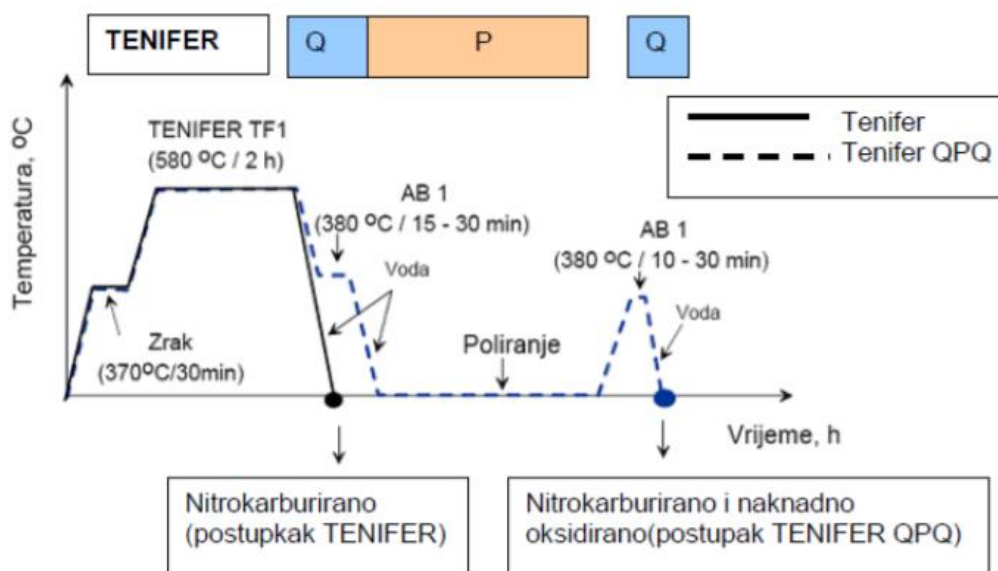 TENIFER
Q
P
Q
Temperatura, ºC
TENIFER TF1
(580 ºC / 2 h)
Tenifer
Tenifer QPQ
AB 1
(380 ºC / 15 - 30 min)
AB 1
(380 ºC / 10 - 30 min)
Voda
Voda
Zrak
(370ºC/30min)
Poliranje
Vrijeme, h
Nitrokarburirano
(postupkak TENIFER)
Nitrokarburirano i naknadno
oksidirano(postupak TENIFER QPQ)